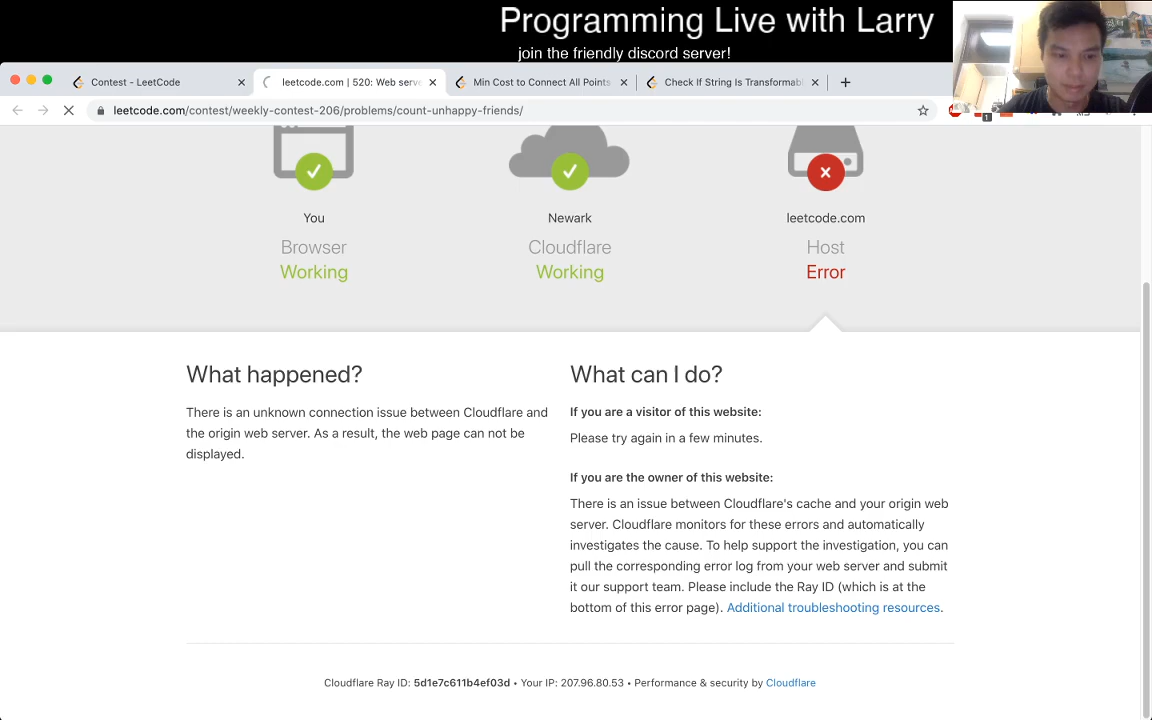 Programming Live with Larry
join the friendly discord server!
Contest - LeetCode
leetcode.com | 520: Web serve
Min Cost to Connect All Points
Check If String Is Transformabl
leetcode.com/contest/weekly-contest-206/problems/count-unhappy-friends/
1
You
Newark
leetcode.com
Browser
Cloudflare
Host
Working
Working
Error
What happened?
There is an unknown connection issue between Cloudflare and
the origin web server. As a result, the web page can not be
displayed.
What can I do?
If you are a visitor of this website:
Please try again in a few minutes.
If you are the owner of this website:
There is an issue between Cloudflare's cache and your origin web
server. Cloudflare monitors for these errors and automatically
investigates the cause. To help support the investigation, you can
pull the corresponding error log from your web server and submit
it our support team. Please include the Ray ID (which is at the
bottom of this error page). Additional troubleshooting resources.
Cloudflare Ray ID: 5d1e7c611b4ef03d • Your IP: 207.96.80.53 • Performance & security by Cloudflare